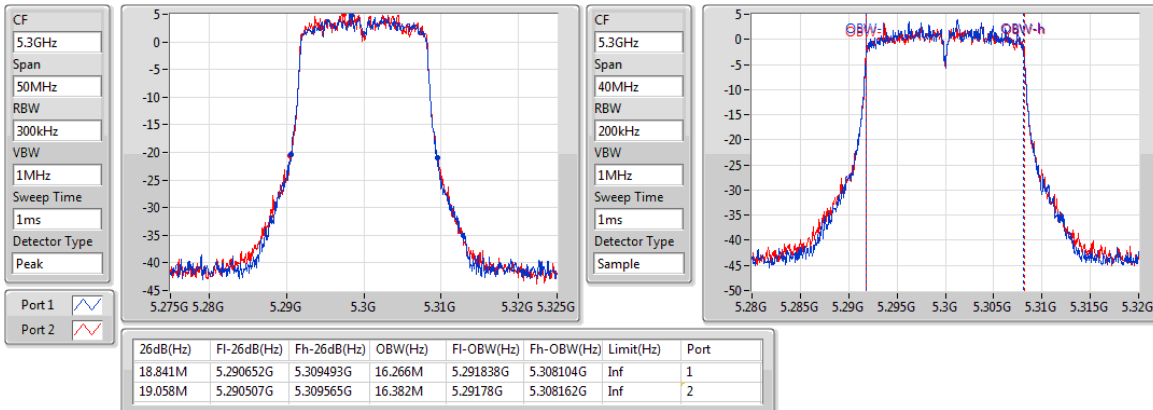 CF
5.3GHz
Span
50MHz
RBW
300kHz
VBW
1MHz
Sweep Time
1ms
Detector Type
Peak
Port 1
Port 2
5
0
-5
-10
-15
-20
-25
-30
-35
-40
-45
5.275G 5.28G 5.29G 5.3G 5.31G 5.32G 5.325G
CF
5.3GHz
Span
40MHz
RBW
200kHz
VBW
1MHz
Sweep Time
1ms
Detector Type
Sample
5
0
-5
-10
-15
-20
-25
-30
-35
-40
-45
-50
OBW-h
5.28G 5.285G 5.29G 5.295G 5.3G 5.305G 5.31G 5.315G 5.32G
26dB(Hz) Fl-26dB(Hz) Fh-26dB(Hz) OBW(Hz) Fl-OBW(Hz) Fh-OBW(Hz) Limit(Hz) Port
18.841M 5.290652G 5.309493G 16.266M 5.291838G 5.308104G Inf 1
19.058M 5.290507G 5.309565G 16.382M 5.29178G 5.308162G Inf 2